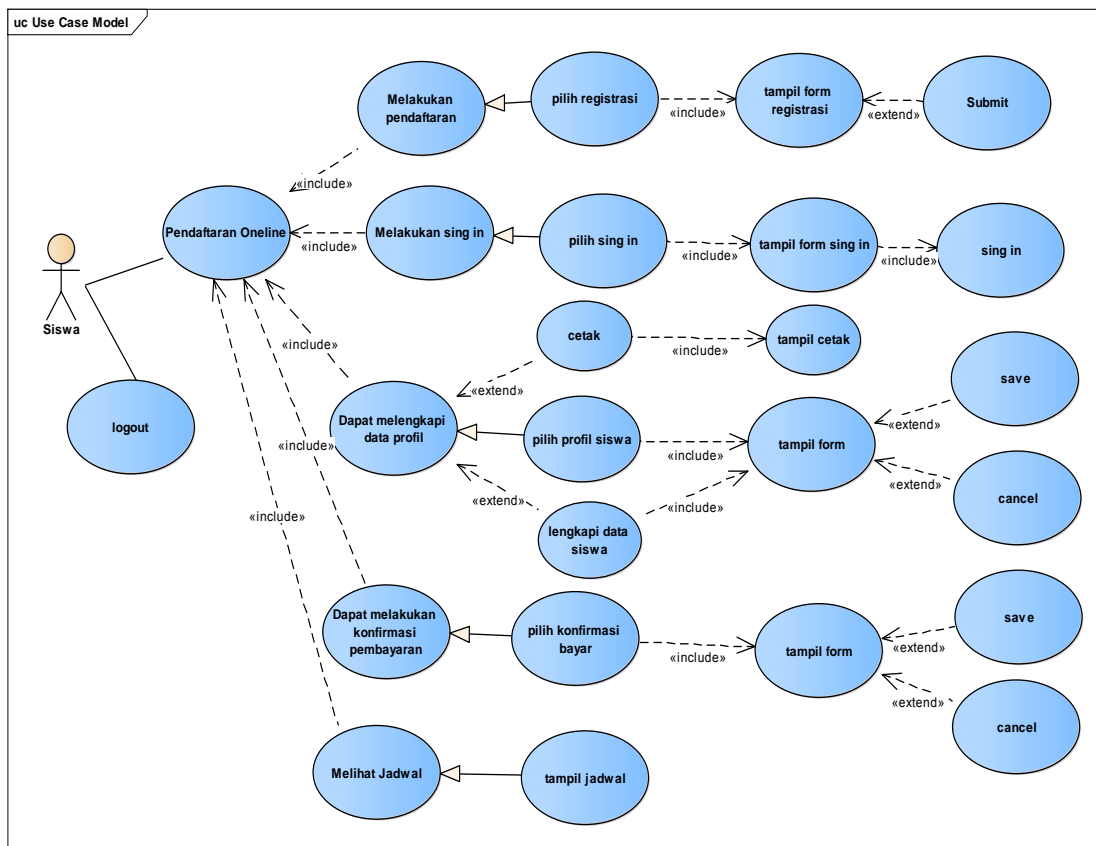 uc Use Case Model
Melakukan
pendaftaran
pilih registrasi
«include»
tampil form
registrasi
«extend»
Submit
«include»
Siswa
Pendaftaran Oneline
«include»
Melakukan sing in
pilih sing in
«include»
tampil form sing in
«include»
sing in
logout
«include»
cetak
«include»
tampil cetak
«extend»
Dapat melengkapi
data profil
pilih profil siswa
«include»
tampil form
«extend»
save
«extend»
cancel
«extend»
lengkapi data
siswa
«include»
«include»
Dapat melakukan
konfirmasi
pembayaran
pilih konfirmasi
bayar
«include»
tampil form
«extend»
save
«extend»
cancel
«include»
Melihat Jadwal
tampil jadwal